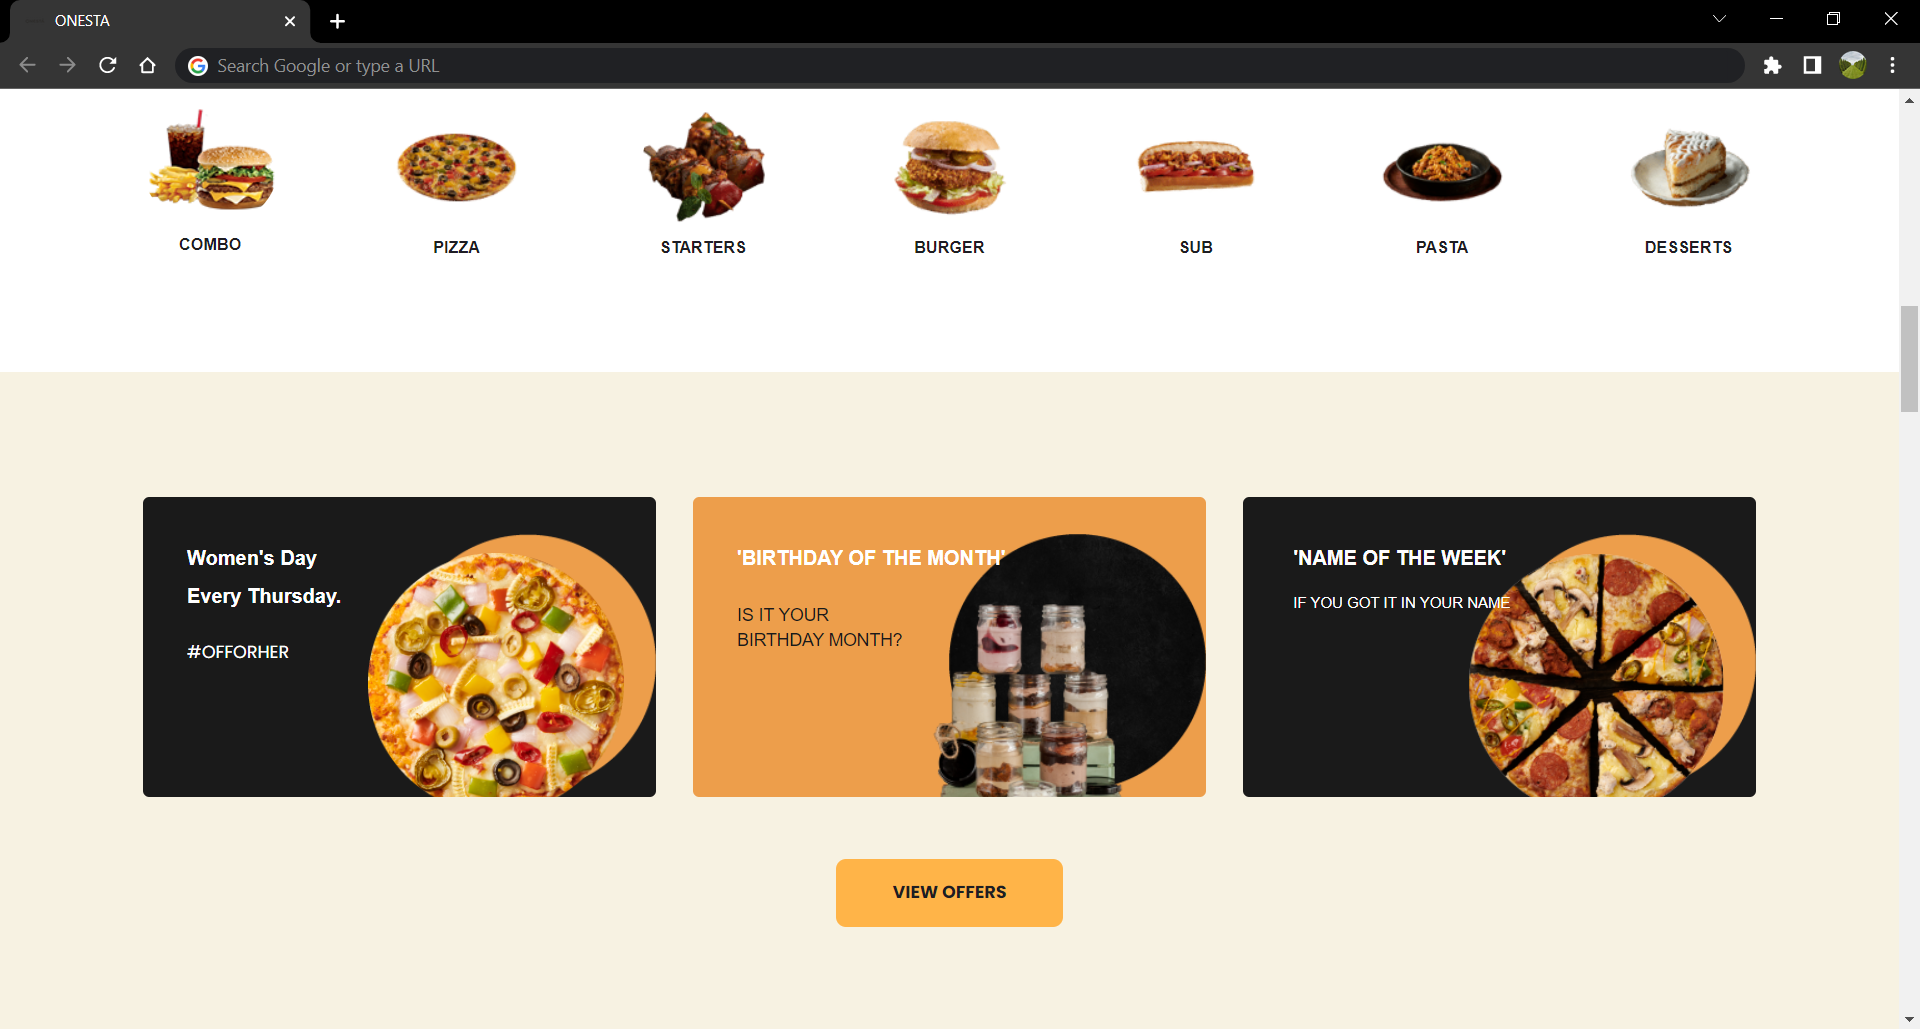 ONESTA
Search Google or type a URL
COMBO
PIZZA
STARTERS
BURGER
SUB
PASTA
DESSERTS
Women's Day
Every Thursday.
#OFFORHER
'BIRTHDAY OF THE MONTH'
IS IT YOUR
BIRTHDAY MONTH?
'NAME OF THE WEEK'
IF YOU GOT IT IN YOUR NAME
VIEW OFFERS